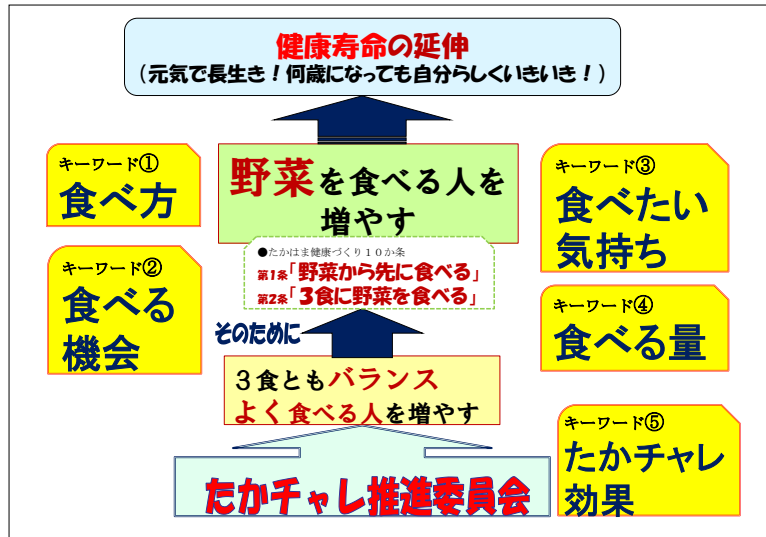 健康寿命の延伸
（元気で長生き！何歳になっても自分らしくいきいき！）
キーワード①
食べ方
キーワード②
食べる
機会
野菜を食べる人を
増やす
●たかはま健康づくり１０か条
第1条「野菜から先に食べる」
第2条「３食に野菜を食べる」
そのために
３食ともバランス
よく食べる人を増やす
たかチャレ推進委員会
キーワード③
食べたい
気持ち
キーワード④
食べる量
キーワード⑤
たかチャレ
効果